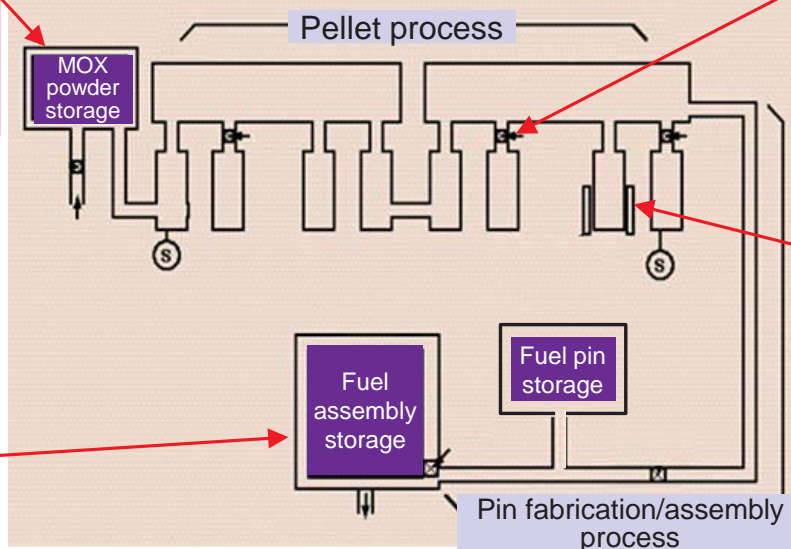 Pellet process
MOX
powder
storage
S
S
Fuel
assembly
storage
Fuel pin
storage
Pin fabrication/assembly
process